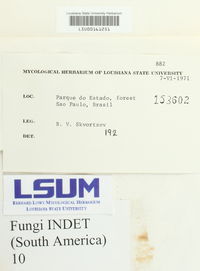 Louisiana State University Herbarium
882
MYCOLOGICAL HERBARIUM OF LOUISIANA STATE UNIVERSITY
7-VI-1971
LOC. Parque do Estado, forest
Sao Paulo, Brazil
153602
LEG. B. V. Skvortzov
DET. 192
LSUM
BERNARD LOWY MYCOLOGICAL HERBARIUM
LOUISIANA STATE UNIVERSITY
Fungi INDET
(South America)
10